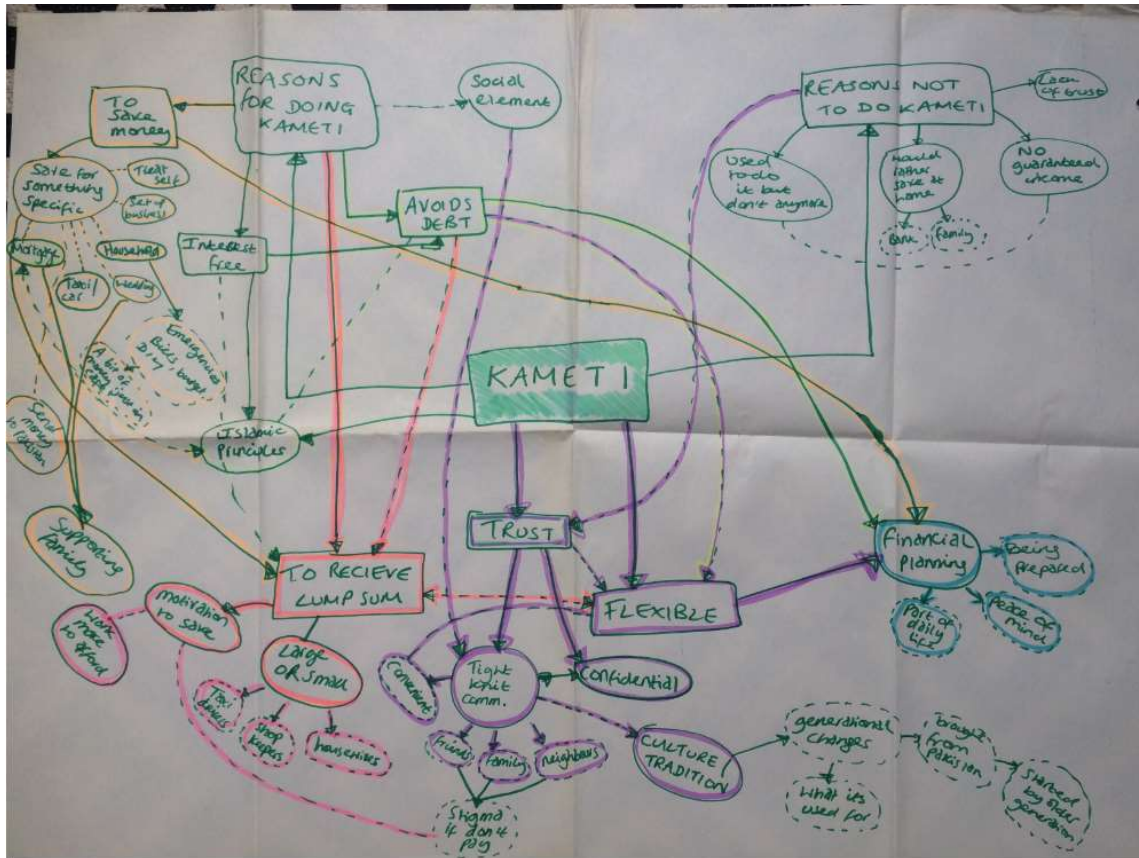 REASONS
FOR DOING
KAMETI
Social
element
REASONS NOT
TO DO KAMETI
Lack
of trust
TO
Save
money
Safe for
something
specific
Treat
self
Set up
business
Mortgage
Household
Taxi/
car
Wedding
Interest
free
AVOIDS
DEBT
Used
to do
it but
don't anymore
Would
rather
save at
home
Bank
family
NO
guaranteed
income
Emergencies
Bills, budget
DIY
A bit of
money
Send
money
to Pakistan
Islamic
principles
KAMETI
Supporting
family
TRUST
TO RECIEVE
LUMP SUM
FLEXIBLE
Financial
planning
Being
prepared
Part of
daily
life
Peace of
mind
motivation
to save
Work
more
to afford
Large
OR Small
Taxi
drivers
shop
keepers
housewives
Convenient
Tight
knit
comm.
Confidential
friends
family
neighbours
Stigma
if don't
pay
CULTURE/
TRADITION
generational
changes
What its
used for
brought
from
pakistan
Started
by older
generation